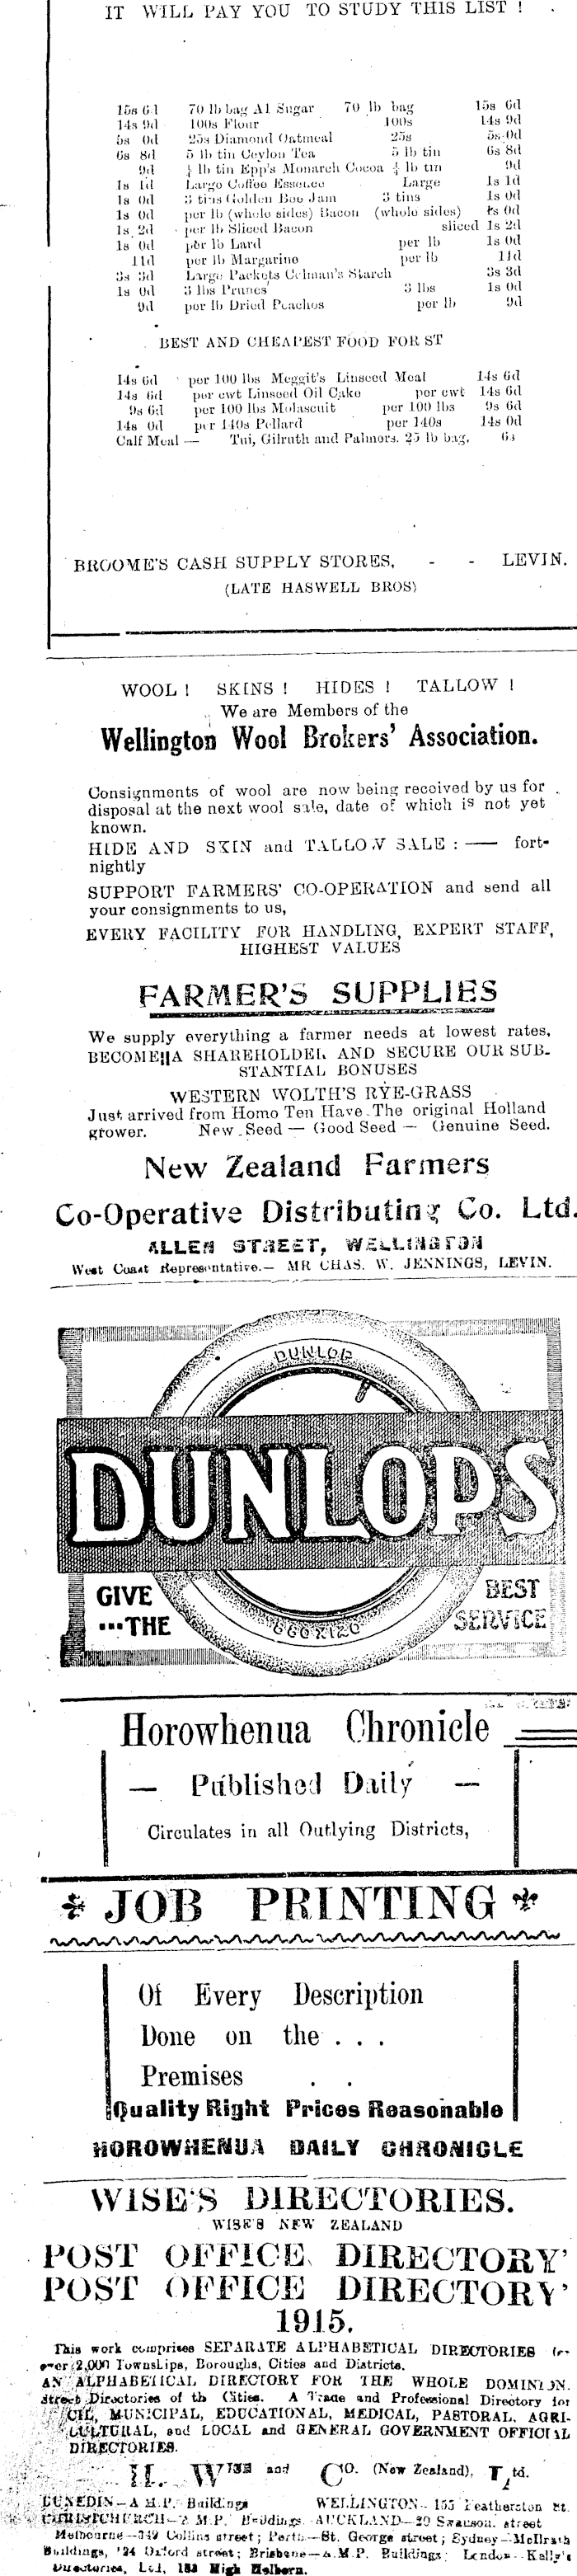 IT WILL PAY YOU TO STUDY THIS LIST !
15s 6d 70 lb bag A1 Sugar 70 lb bag 15s 6d
14s 9d 100s Flour 100s 14s 9d
5s 0d 25s Diamond Oatmeal 25s 5s 0d
6s 8d 5 lb tin Ceylon Tea 5 lb tin 6s 8d
9d ½ lb tin Epp's Monarch Cocoa ½ lb tin 9d
1s 1d Large Coffee Essence Large 1s 1d
1s 0d 3 tins Golden Bee Jam 3 tins 1s 0d
1s 0d per lb (whole sides) Bacon (whole sides) 1s 0d
1s 2d per lb Sliced Bacon sliced 1s 2d
1s 0d per lb Lard per lb 1s 0d
11d per lb Margarine per lb 11d
3s 3d Large Packets Colman's Starch 3s 3d
1s 0d 3 lbs Prunes 3 lbs 1s 0d
9d per lb Dried Peaches per lb 9d
BEST AND CHEAPEST FOOD FOR ST
14s 6d per 100 lbs Meggit's Linseed Meal 14s 6d
14s 6d per cwt Linseed Oil Cake per cwt 14s 6d
9s 6d per 100 lbs Molascuit per 100 lbs 9s 6d
14s 0d per 140s Pollard per 140s 14s 0d
Calf Meal — Tui, Gilruth and Palmers. 25 lb bag, 6s
BROOME'S CASH SUPPLY STORES, - - LEVIN.
(LATE HASWELL BROS)
WOOL ! SKINS ! HIDES ! TALLOW !
We are Members of the
Wellington Wool Brokers' Association.
Consignments of wool are now being received by us for
disposal at the next wool sale, date of which is not yet
known.
HIDE AND SKIN and TALLOW SALE : — fort-
nightly
SUPPORT FARMERS' CO-OPERATION and send all
your consignments to us,
EVERY FACILITY FOR HANDLING, EXPERT STAFF,
HIGHEST VALUES
FARMER'S SUPPLIES
We supply everything a farmer needs at lowest rates,
BECOME A SHAREHOLDER AND SECURE OUR SUB-
STANTIAL BONUSES
WESTERN WOLTH'S RYE-GRASS
Just arrived from Homo Ten Have The original Holland
grower. New Seed — Good Seed — Genuine Seed.
New Zealand Farmers
Co-Operative Distributing Co. Ltd.
ALLEN STREET, WELLINGTON
West Coast Representative.— MR CHAS. W. JENNINGS, LEVIN.
DUNLOP
DUNLOPS
GIVE BEST
...THE SERVICE
660X120
Horowhenua Chronicle
— Published Daily —
Circulates in all Outlying Districts,
JOB PRINTING
Of Every Description
Done on the . . .
Premises . .
Quality Right Prices Reasonable
HOROWHENUA DAILY CHRONICLE
WISE'S DIRECTORIES.
WISE'S NEW ZEALAND
POST OFFICE DIRECTORY'
POST OFFICE DIRECTORY'
1915.
This work comprises SEPARATE ALPHABETICAL DIRECTORIES for
over 2,000 Townships, Boroughs, Cities and Districts.
AN ALPHABETICAL DIRECTORY FOR THE WHOLE DOMINION.
Street Directories of th Cities. A Trade and Professional Directory for
CIL, MUNICIPAL, EDUCATIONAL, MEDICAL, PASTORAL, AGRI-
CULTURAL, and LOCAL and GENERAL GOVERNMENT OFFICIAL
DIRECTORIES.
H. WISE and CO. (New Zealand), Ltd.
DUNEDIN—A M.P. Buildings WELLINGTON—155 Featherston St.
CHRISTCHURCH—A M.P. Buildings AUCKLAND—29 Swanson street
Melbourne—349 Collins street; Perth—St. George street; Sydney—McIlrath
Buildings, 124 Oxford street; Brisbane—A.M.P. Buildings; London—Kelly's
Directories, Ltd, 182 High Holborn.